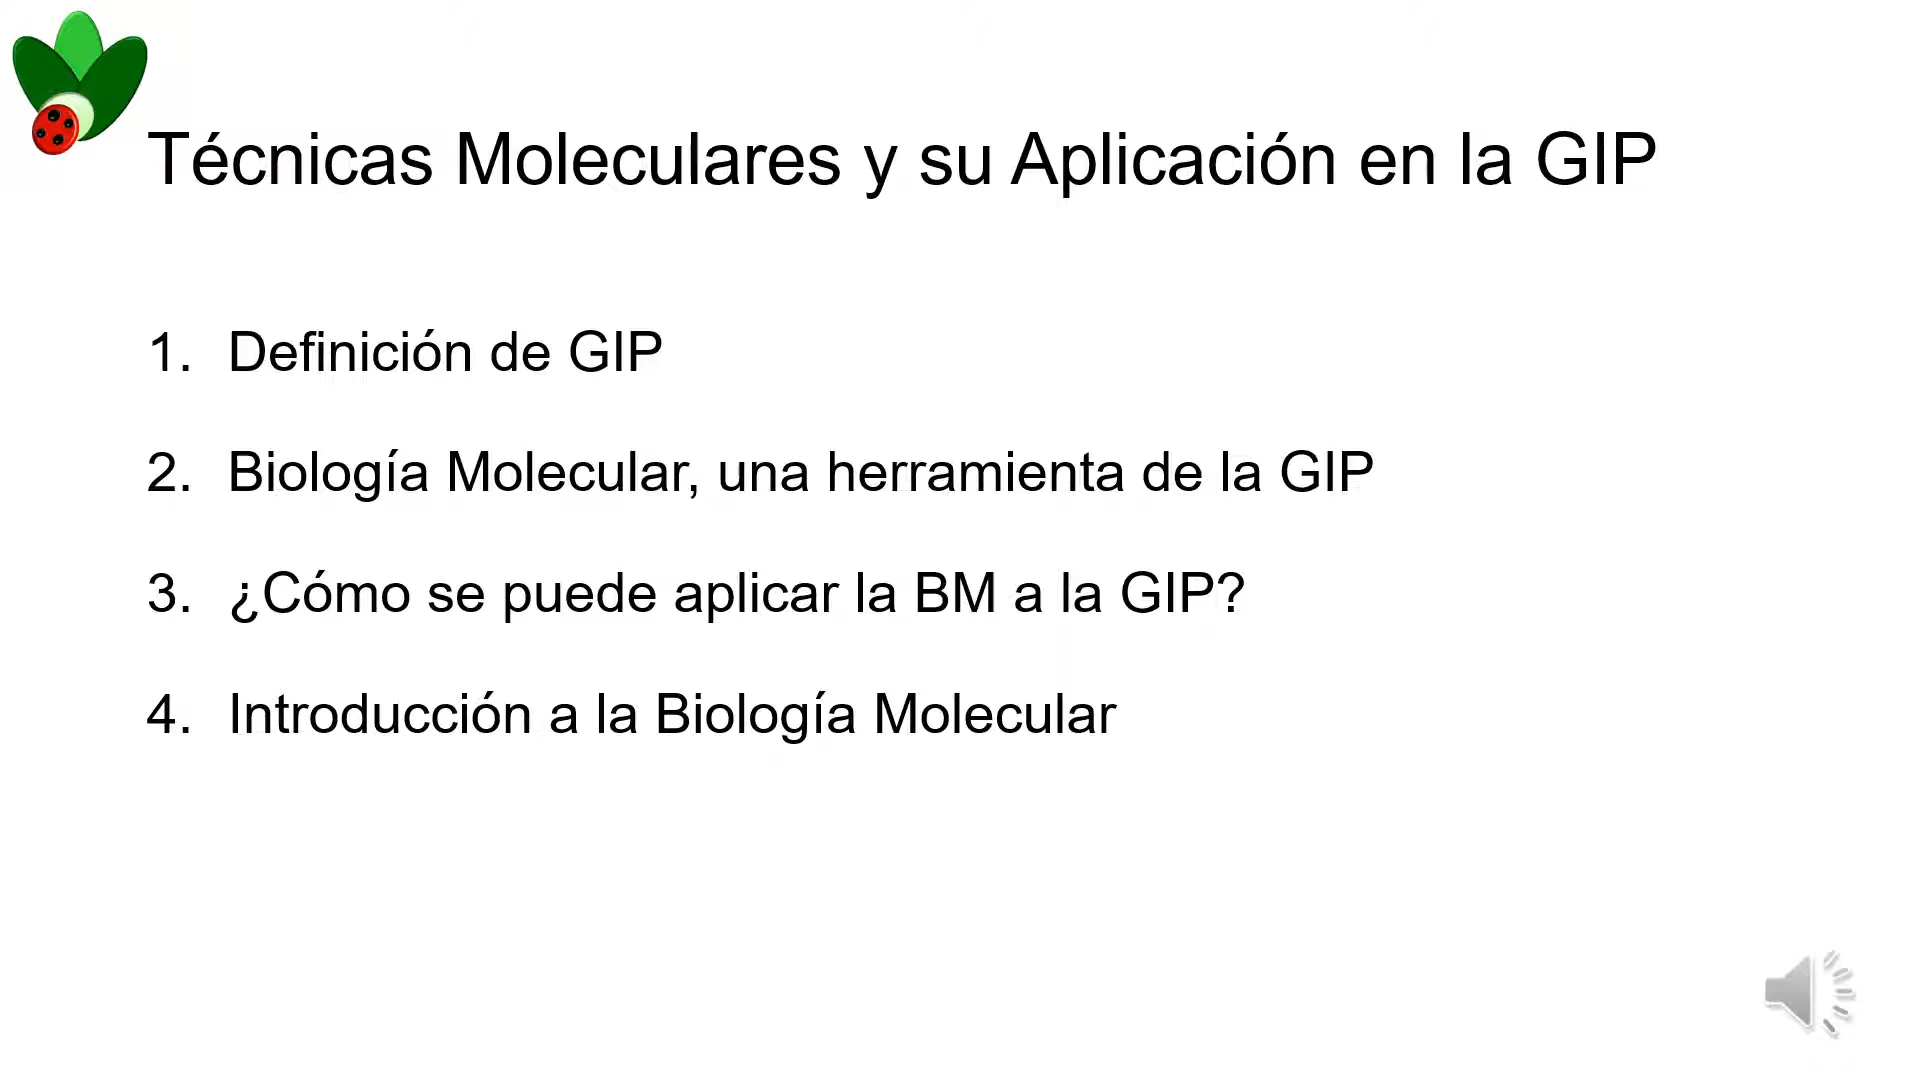 Técnicas Moleculares y su Aplicación en la GIP
1. Definición de GIP
2. Biología Molecular, una herramienta de la GIP
3. ¿Cómo se puede aplicar la BM a la GIP?
4. Introducción a la Biología Molecular